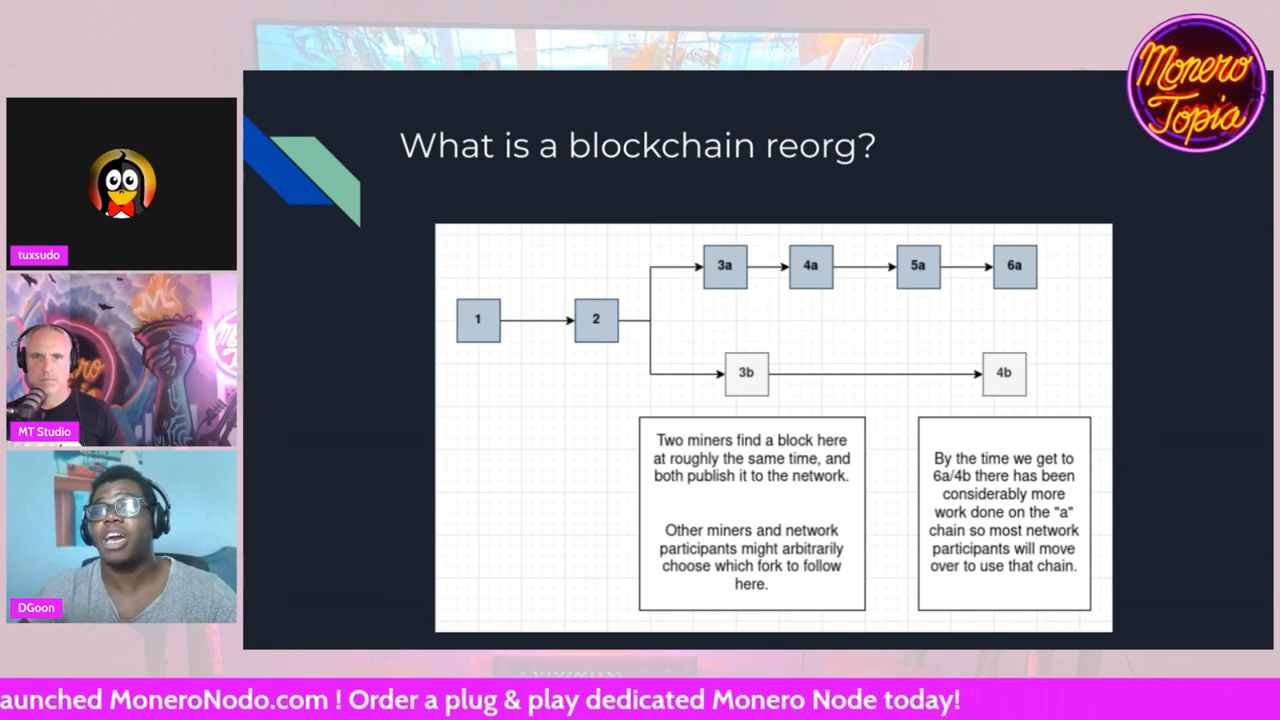 Monero
Topia
What is a blockchain reorg?
3a
4a
5a
6a
1
2
3b
4b
Two miners find a block here
at roughly the same time, and
both publish it to the network.
Other miners and network
participants might arbitrarily
choose which fork to follow
here.
By the time we get to
6a/4b there has been
considerably more
work done on the "a"
chain so most network
participants will move
over to use that chain.
tuxsudo
MT Studio
DGoon
aunched MoneroNodo.com ! Order a plug & play dedicated Monero Node today!